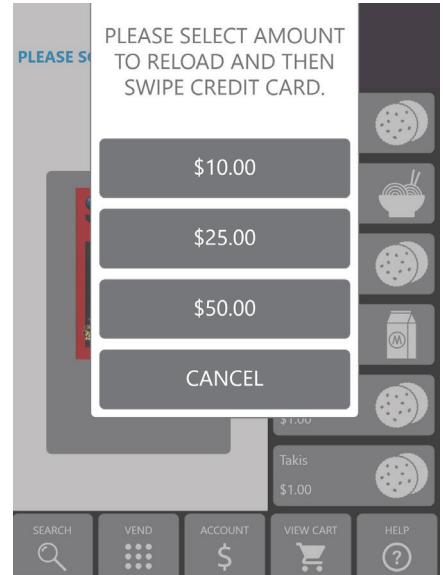 PLEASE SELECT AMOUNT
TO RELOAD AND THEN
SWIPE CREDIT CARD.
PLEASE
$10.00
$25.00
$50.00
CANCEL
$1.00
Takis
$1.00
SEARCH
VEND
ACCOUNT
$
VIEW CART
HELP
?